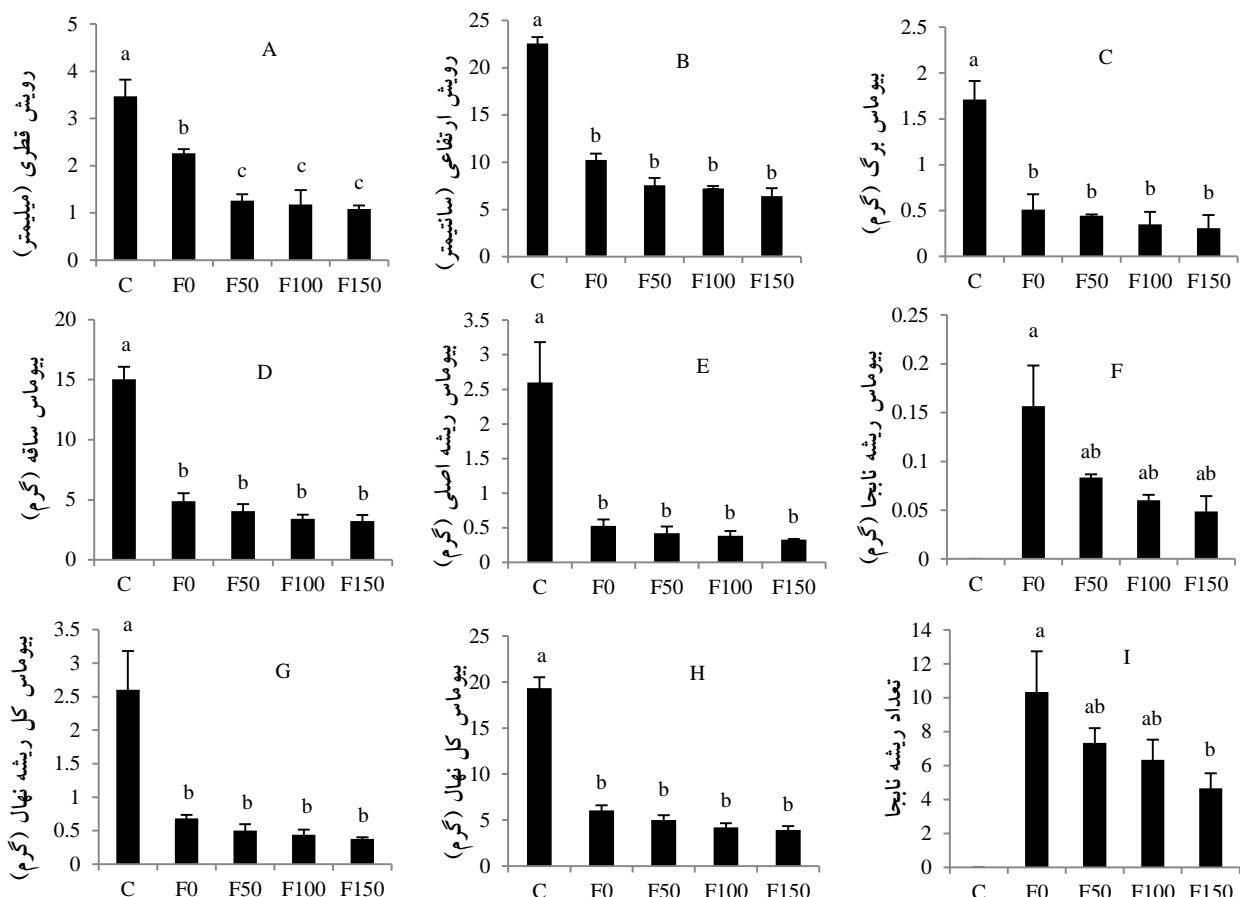 رویش قطری (میلیمتر)
5
4
3
2
1
0
a
b
c
c
c
A
C F0 F50 F100 F150
رویش ارتفاعی (سانتیمتر)
25
20
15
10
5
0
a
b
b
b
b
B
C F0 F50 F100 F150
بیوماس برگ (گرم)
2.5
2
1.5
1
0.5
0
a
b
b
b
b
C
C F0 F50 F100 F150
بیوماس ساقه (گرم)
20
15
10
5
0
a
b
b
b
b
D
C F0 F50 F100 F150
بیوماس ریشه اصلی (گرم)
3.5
3
2.5
2
1.5
1
0.5
0
a
b
b
b
b
E
C F0 F50 F100 F150
بیوماس ریشه نابجا (گرم)
0.25
0.2
0.15
0.1
0.05
0
a
ab
ab
ab
F
C F0 F50 F100 F150
بیوماس کل ریشه نهال (گرم)
3.5
3
2.5
2
1.5
1
0.5
0
a
b
b
b
b
G
C F0 F50 F100 F150
بیوماس کل نهال (گرم)
25
20
15
10
5
0
a
b
b
b
b
H
C F0 F50 F100 F150
تعداد ریشه نابجا
14
12
10
8
6
4
2
0
a
ab
ab
b
I
C F0 F50 F100 F150